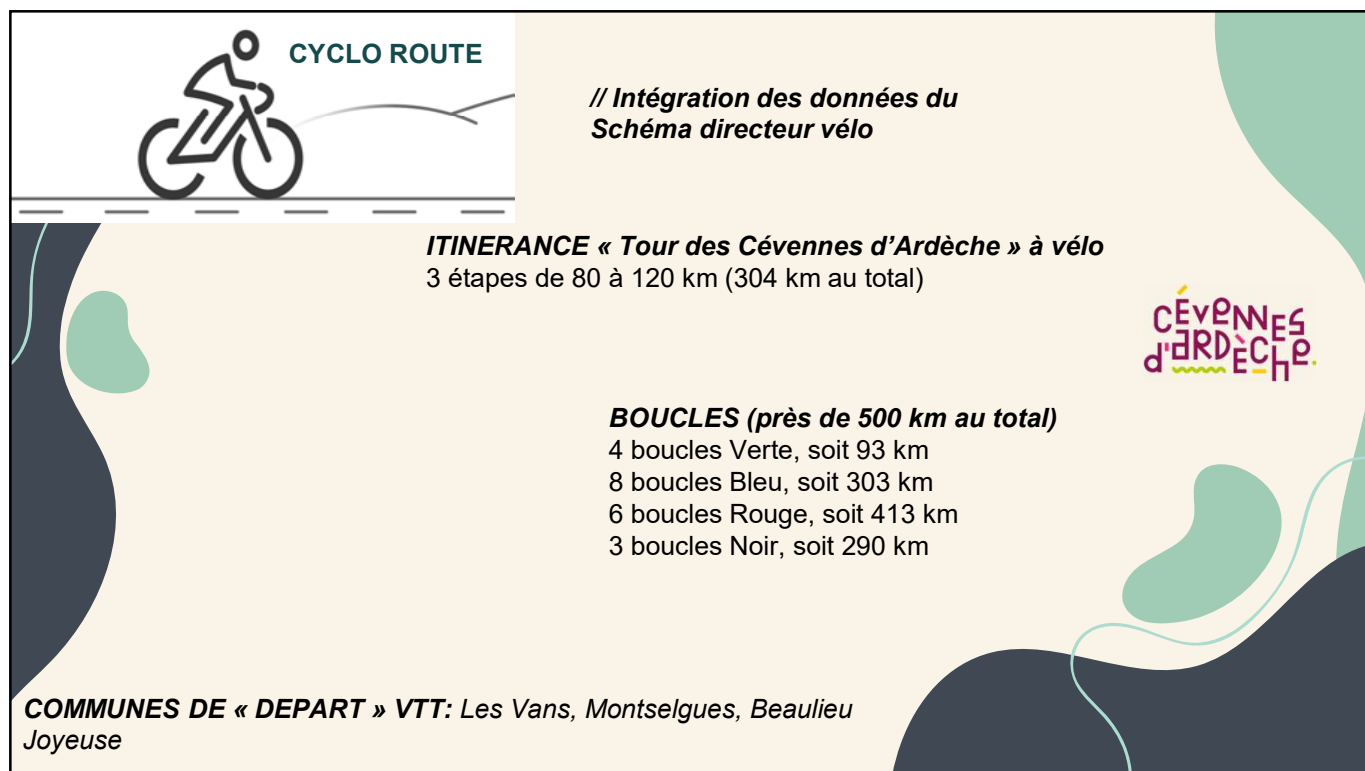 CYCLO ROUTE
// Intégration des données du
Schéma directeur vélo
ITINERANCE « Tour des Cévennes d’Ardèche » à vélo
3 étapes de 80 à 120 km (304 km au total)
CÉVENNES
d'ARDÈCHE.
BOUCLES (près de 500 km au total)
4 boucles Verte, soit 93 km
8 boucles Bleu, soit 303 km
6 boucles Rouge, soit 413 km
3 boucles Noir, soit 290 km
COMMUNES DE « DEPART » VTT: Les Vans, Montselgues, Beaulieu
Joyeuse